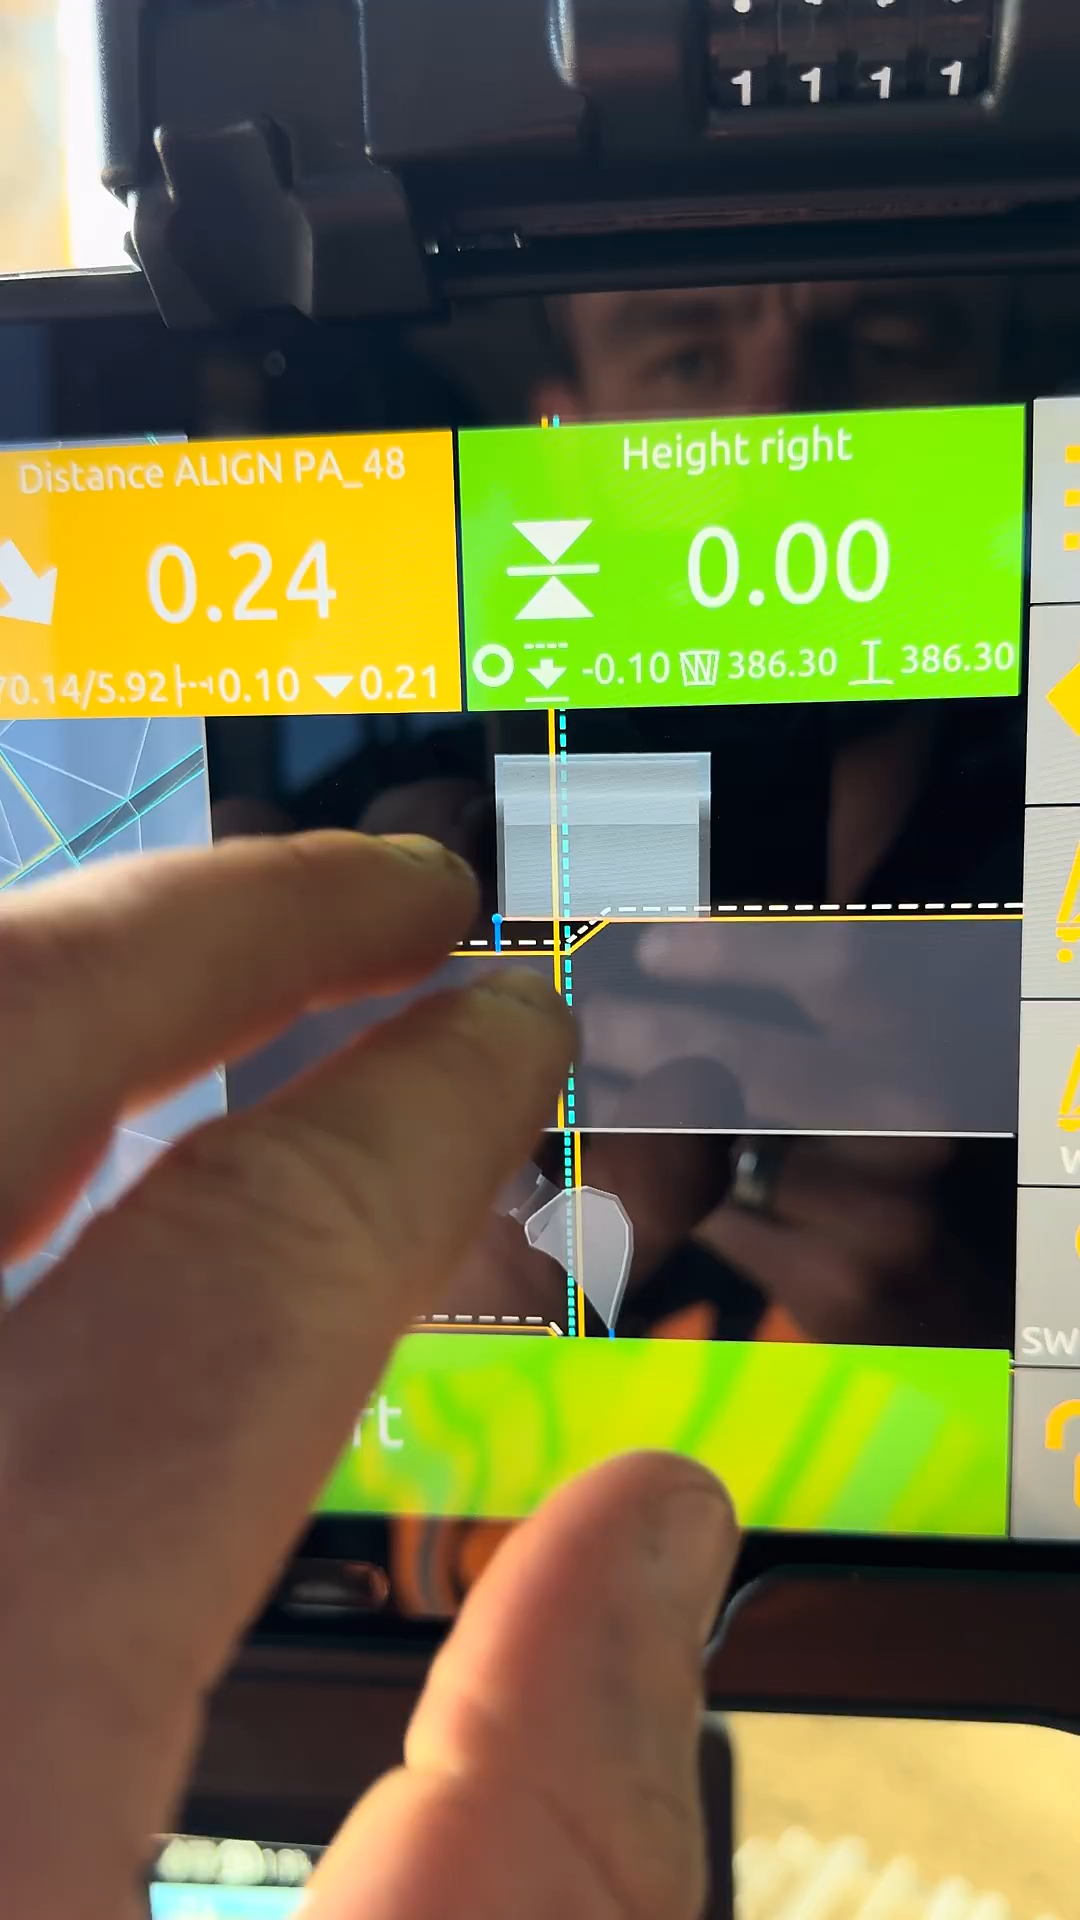 1 1 1 1
Distance ALIGN PA_48
0.24
70.14/5.92 0.10 0.21
Height right
0.00
-0.10 386.30 386.30
SW